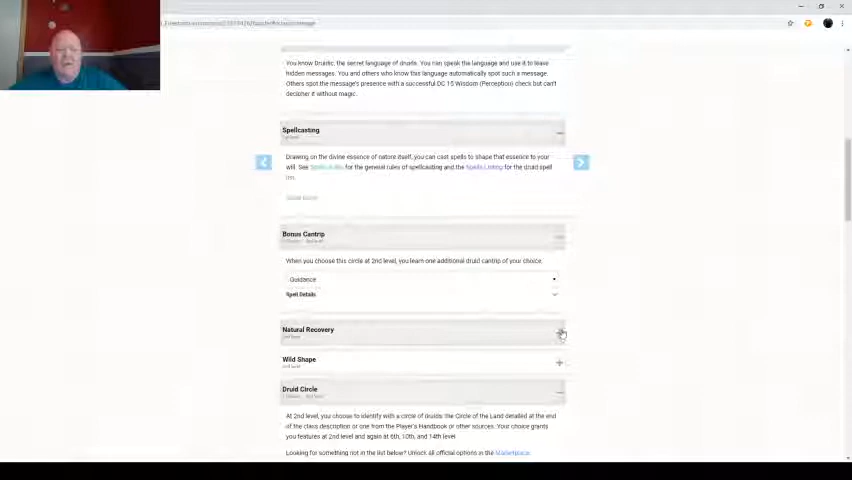 You know Druidic, the secret language of druids. You can speak the language and use it to leave
hidden messages. You and others who know this language automatically spot such a message.
Others spot the message's presence with a successful DC 15 Wisdom (Perception) check but can't
decipher it without magic.
Spellcasting
Drawing on the divine essence of nature itself, you can cast spells to shape that essence to your
will. See for the general rules of spellcasting and the Spells Listing for the druid spell
list.
Bonus Cantrip
When you choose this circle at 2nd level, you learn one additional druid cantrip of your choice.
Guidance
Spell Details
Natural Recovery
2nd level
Wild Shape
2nd level
Druid Circle
At 2nd level, you choose to identify with a circle of druids: the Circle of the Land detailed at the end
of the class description or one from the Player's Handbook or other sources. Your choice grants
you features at 2nd level and again at 6th, 10th, and 14th level
Looking for something not in the list below? Unlock all official options in the Marketplace.